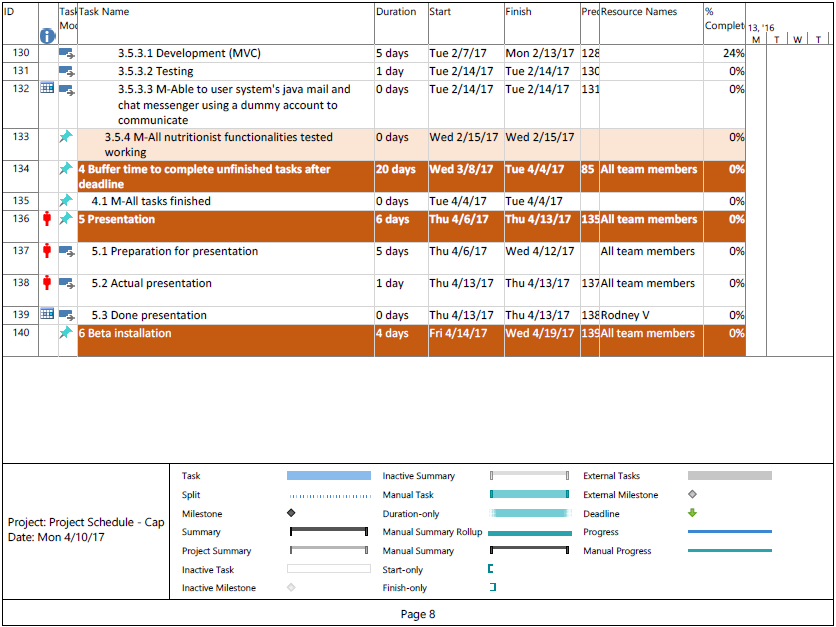 ID Task Mod Task Name Duration Start Finish Pred Resource Names % Complet 13, '16
M T W T
130 3.5.3.1 Development (MVC) 5 days Tue 2/7/17 Mon 2/13/17 128 24%
131 3.5.3.2 Testing 1 day Tue 2/14/17 Tue 2/14/17 130 0%
132 3.5.3.3 M-Able to user system's java mail and 0 days Tue 2/14/17 Tue 2/14/17 131 0%
chat messenger using a dummy account to
communicate
133 3.5.4 M-All nutritionist functionalities tested 0 days Wed 2/15/17 Wed 2/15/17 0%
working
134 4 Buffer time to complete unfinished tasks after 20 days Wed 3/8/17 Tue 4/4/17 85 All team members 0%
deadline
135 4.1 M-All tasks finished 0 days Tue 4/4/17 Tue 4/4/17 0%
136 5 Presentation 6 days Thu 4/6/17 Thu 4/13/17 135 All team members 0%
137 5.1 Preparation for presentation 5 days Thu 4/6/17 Wed 4/12/17 All team members 0%
138 5.2 Actual presentation 1 day Thu 4/13/17 Thu 4/13/17 137 All team members 0%
139 5.3 Done presentation 0 days Thu 4/13/17 Thu 4/13/17 138 Rodney V 0%
140 6 Beta installation 4 days Fri 4/14/17 Wed 4/19/17 139 All team members 0%
Project: Project Schedule - Cap
Date: Mon 4/10/17
Task
Split
Milestone
Summary
Project Summary
Inactive Task
Inactive Milestone
Inactive Summary
Manual Task
Duration-only
Manual Summary Rollup
Manual Summary
Start-only
Finish-only
External Tasks
External Milestone
Deadline
Progress
Manual Progress
Page 8